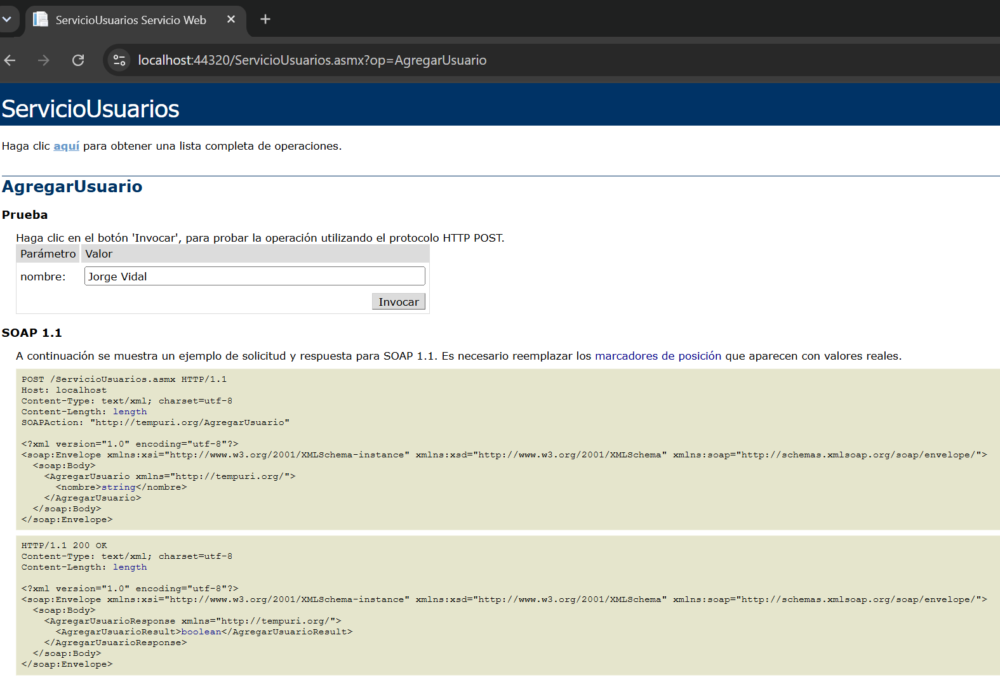 ServicioUsuarios Servicio Web
localhost:44320/ServicioUsuarios.asmx?op=AgregarUsuario
ServicioUsuarios
Haga clic aquí para obtener una lista completa de operaciones.
AgregarUsuario
Prueba
Haga clic en el botón 'Invocar', para probar la operación utilizando el protocolo HTTP POST.
Parámetro Valor
nombre: Jorge Vidal
Invocar
SOAP 1.1
A continuación se muestra un ejemplo de solicitud y respuesta para SOAP 1.1. Es necesario reemplazar los marcadores de posición que aparecen con valores reales.
POST /ServicioUsuarios.asmx HTTP/1.1
Host: localhost
Content-Type: text/xml; charset=utf-8
Content-Length: length
SOAPAction: "http://tempuri.org/AgregarUsuario"
<?xml version="1.0" encoding="utf-8"?>
<soap:Envelope xmlns:xsi="http://www.w3.org/2001/XMLSchema-instance" xmlns:xsd="http://www.w3.org/2001/XMLSchema" xmlns:soap="http://schemas.xmlsoap.org/soap/envelope/">
<soap:Body>
<AgregarUsuario xmlns="http://tempuri.org/">
<nombre>string</nombre>
</AgregarUsuario>
</soap:Body>
</soap:Envelope>
HTTP/1.1 200 OK
Content-Type: text/xml; charset=utf-8
Content-Length: length
<?xml version="1.0" encoding="utf-8"?>
<soap:Envelope xmlns:xsi="http://www.w3.org/2001/XMLSchema-instance" xmlns:xsd="http://www.w3.org/2001/XMLSchema" xmlns:soap="http://schemas.xmlsoap.org/soap/envelope/">
<soap:Body>
<AgregarUsuarioResponse xmlns="http://tempuri.org/">
<AgregarUsuarioResult>boolean</AgregarUsuarioResult>
</AgregarUsuarioResponse>
</soap:Body>
</soap:Envelope>